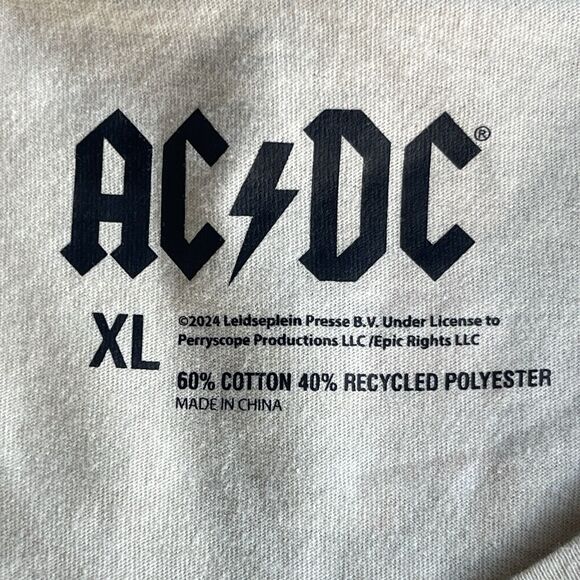 AC⚡DC®
XL
©2024 Leidseplein Presse B.V. Under License to
Perryscope Productions LLC /Epic Rights LLC
60% COTTON 40% RECYCLED POLYESTER
MADE IN CHINA